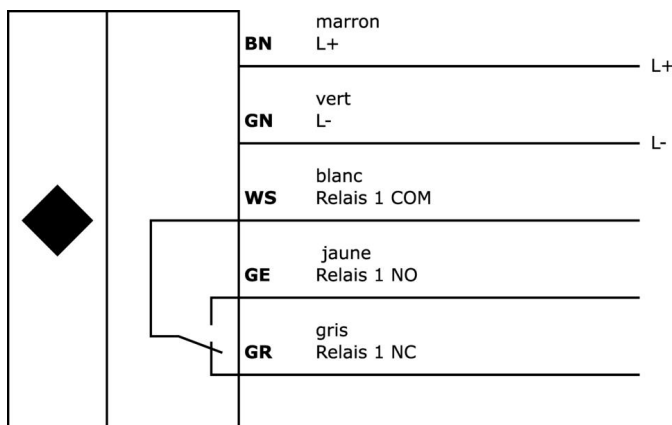 marron
BN L+
L+
vert
GN L-
L-
blanc
WS Relais 1 COM
jaune
GE Relais 1 NO
gris
GR Relais 1 NC